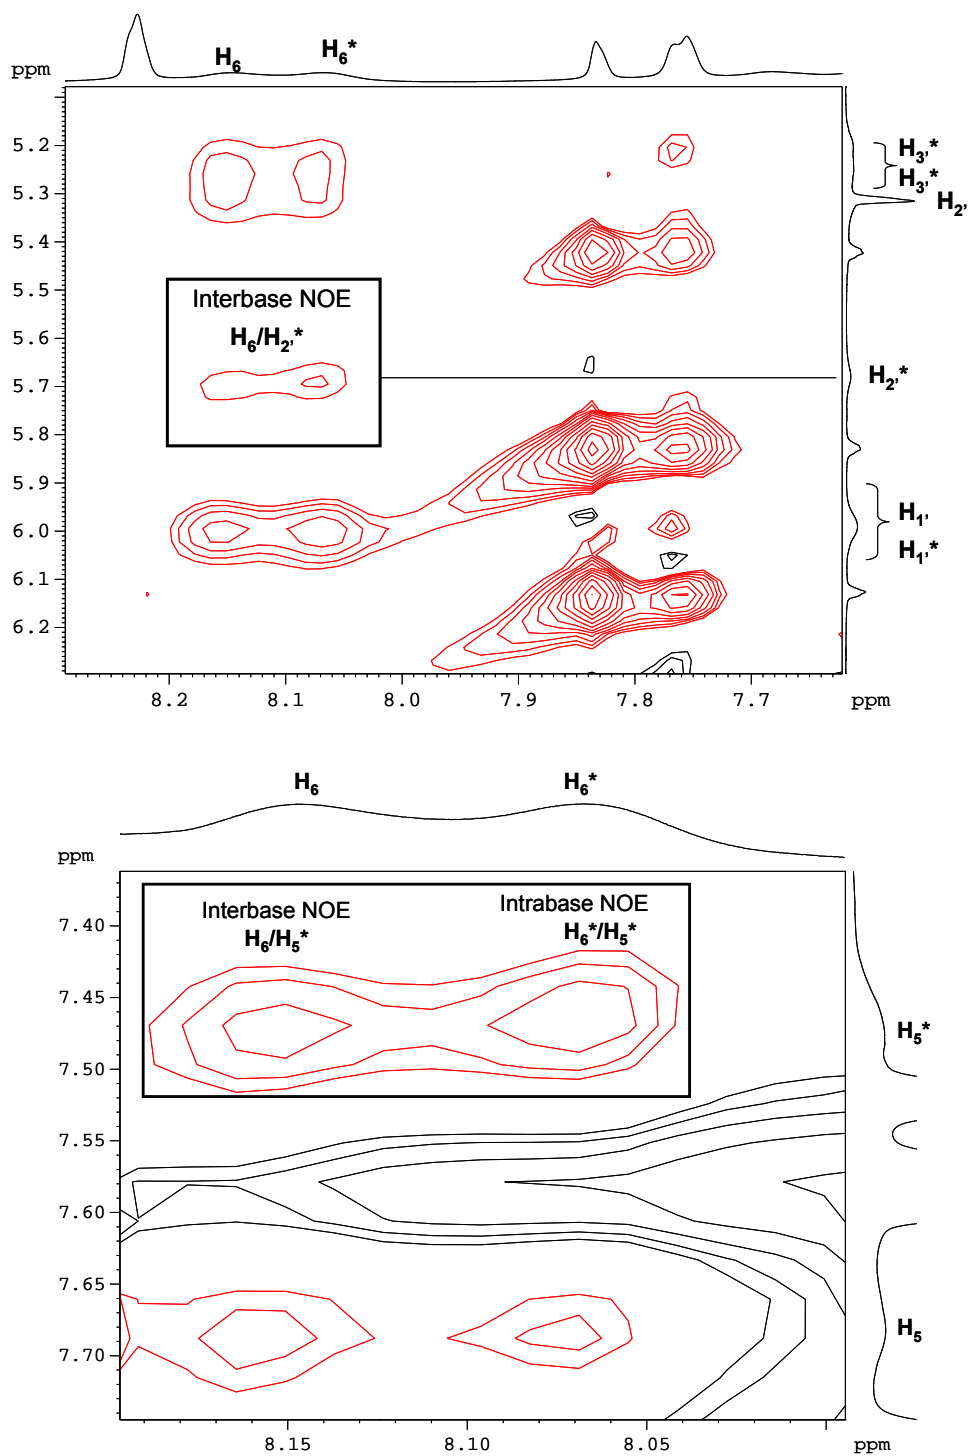 H6
H6*
ppm
5.2
5.3
5.4
5.5
5.6
5.7
5.8
5.9
6.0
6.1
6.2
Interbase NOE
H6/H2'*
H3'*
H3'*
H2'
H2'*
H1'
H1'*
8.2
8.1
8.0
7.9
7.8
7.7
ppm
H6
H6*
ppm
7.40
7.45
7.50
7.55
7.60
7.65
7.70
Interbase NOE
H6/H5*
Intrabase NOE
H6*/H5*
H5*
H5
8.15
8.10
8.05